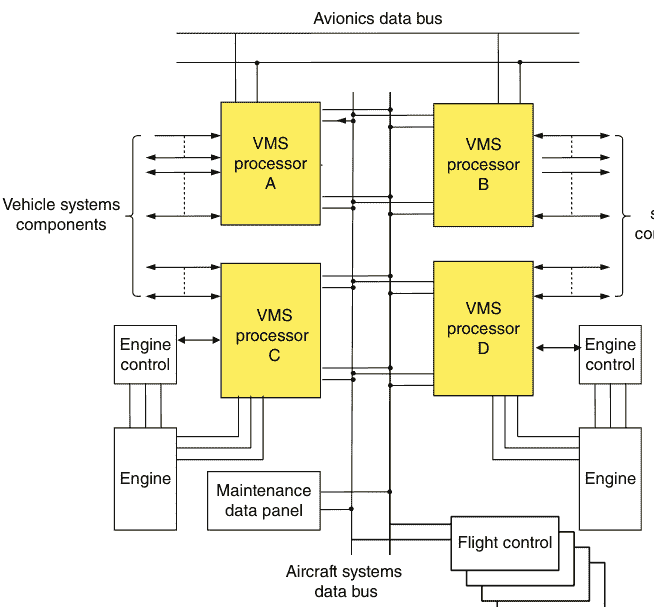 Avionics data bus
VMS
processor
A
VMS
processor
B
Vehicle systems
components
VMS
processor
C
VMS
processor
D
Engine
control
Engine
control
Engine
Engine
Maintenance
data panel
Flight control
Aircraft systems
data bus